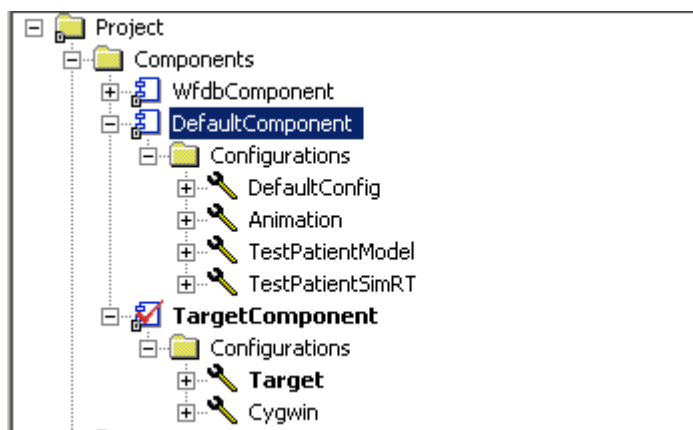 Project
Components
WfdbComponent
DefaultComponent
Configurations
DefaultConfig
Animation
TestPatientModel
TestPatientSimRT
TargetComponent
Configurations
Target
Cygwin